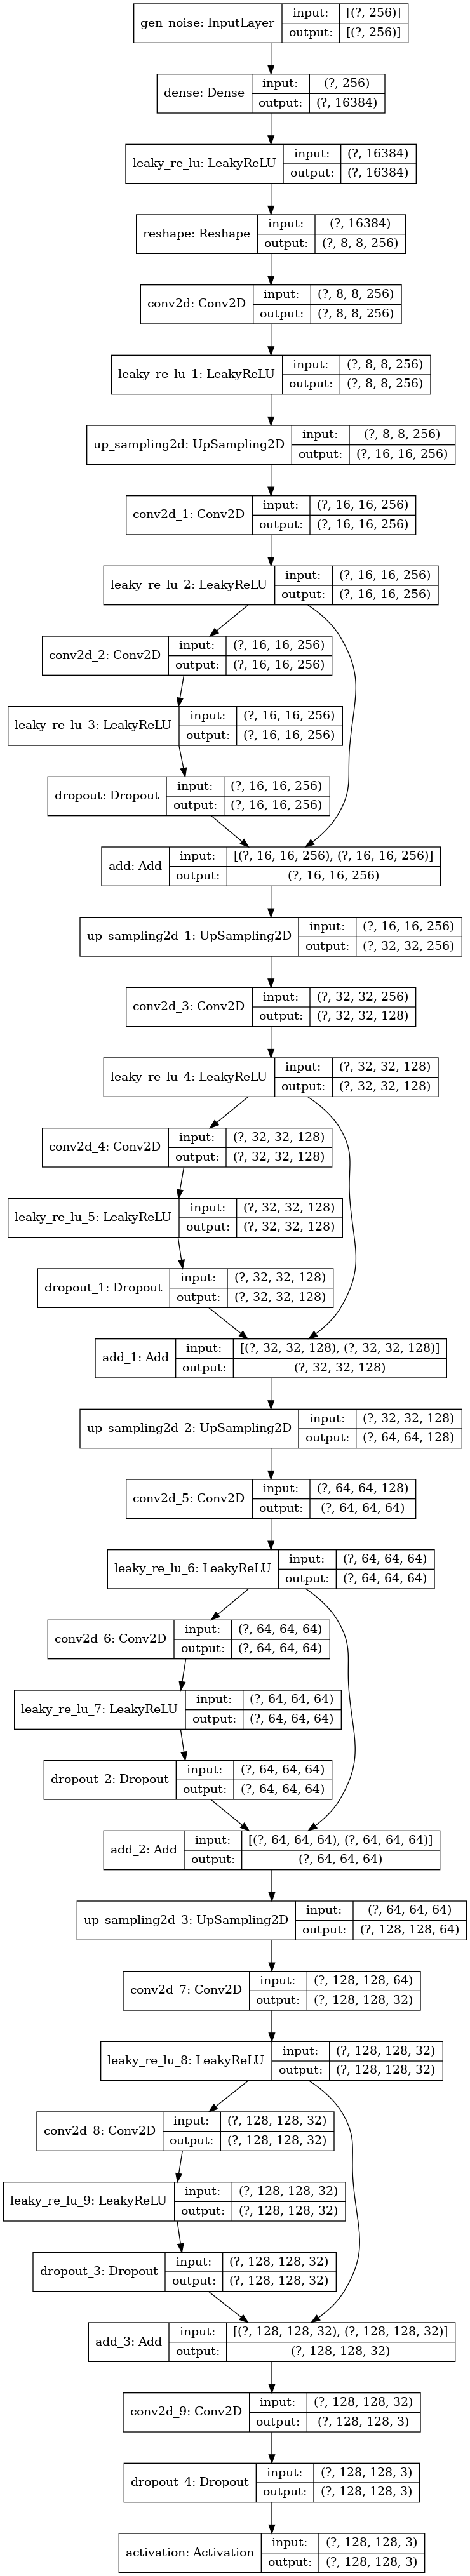 gen_noise: InputLayer input: [(?, 256)]
output: [(?, 256)]
dense: Dense input: (?, 256)
output: (?, 16384)
leaky_re_lu: LeakyReLU input: (?, 16384)
output: (?, 16384)
reshape: Reshape input: (?, 16384)
output: (?, 8, 8, 256)
conv2d: Conv2D input: (?, 8, 8, 256)
output: (?, 8, 8, 256)
leaky_re_lu_1: LeakyReLU input: (?, 8, 8, 256)
output: (?, 8, 8, 256)
up_sampling2d: UpSampling2D input: (?, 8, 8, 256)
output: (?, 16, 16, 256)
conv2d_1: Conv2D input: (?, 16, 16, 256)
output: (?, 16, 16, 256)
leaky_re_lu_2: LeakyReLU input: (?, 16, 16, 256)
output: (?, 16, 16, 256)
conv2d_2: Conv2D input: (?, 16, 16, 256)
output: (?, 16, 16, 256)
leaky_re_lu_3: LeakyReLU input: (?, 16, 16, 256)
output: (?, 16, 16, 256)
dropout: Dropout input: (?, 16, 16, 256)
output: (?, 16, 16, 256)
add: Add input: [(?, 16, 16, 256), (?, 16, 16, 256)]
output: (?, 16, 16, 256)
up_sampling2d_1: UpSampling2D input: (?, 16, 16, 256)
output: (?, 32, 32, 256)
conv2d_3: Conv2D input: (?, 32, 32, 256)
output: (?, 32, 32, 128)
leaky_re_lu_4: LeakyReLU input: (?, 32, 32, 128)
output: (?, 32, 32, 128)
conv2d_4: Conv2D input: (?, 32, 32, 128)
output: (?, 32, 32, 128)
leaky_re_lu_5: LeakyReLU input: (?, 32, 32, 128)
output: (?, 32, 32, 128)
dropout_1: Dropout input: (?, 32, 32, 128)
output: (?, 32, 32, 128)
add_1: Add input: [(?, 32, 32, 128), (?, 32, 32, 128)]
output: (?, 32, 32, 128)
up_sampling2d_2: UpSampling2D input: (?, 32, 32, 128)
output: (?, 64, 64, 128)
conv2d_5: Conv2D input: (?, 64, 64, 128)
output: (?, 64, 64, 64)
leaky_re_lu_6: LeakyReLU input: (?, 64, 64, 64)
output: (?, 64, 64, 64)
conv2d_6: Conv2D input: (?, 64, 64, 64)
output: (?, 64, 64, 64)
leaky_re_lu_7: LeakyReLU input: (?, 64, 64, 64)
output: (?, 64, 64, 64)
dropout_2: Dropout input: (?, 64, 64, 64)
output: (?, 64, 64, 64)
add_2: Add input: [(?, 64, 64, 64), (?, 64, 64, 64)]
output: (?, 64, 64, 64)
up_sampling2d_3: UpSampling2D input: (?, 64, 64, 64)
output: (?, 128, 128, 64)
conv2d_7: Conv2D input: (?, 128, 128, 64)
output: (?, 128, 128, 32)
leaky_re_lu_8: LeakyReLU input: (?, 128, 128, 32)
output: (?, 128, 128, 32)
conv2d_8: Conv2D input: (?, 128, 128, 32)
output: (?, 128, 128, 32)
leaky_re_lu_9: LeakyReLU input: (?, 128, 128, 32)
output: (?, 128, 128, 32)
dropout_3: Dropout input: (?, 128, 128, 32)
output: (?, 128, 128, 32)
add_3: Add input: [(?, 128, 128, 32), (?, 128, 128, 32)]
output: (?, 128, 128, 32)
conv2d_9: Conv2D input: (?, 128, 128, 32)
output: (?, 128, 128, 3)
dropout_4: Dropout input: (?, 128, 128, 3)
output: (?, 128, 128, 3)
activation: Activation input: (?, 128, 128, 3)
output: (?, 128, 128, 3)